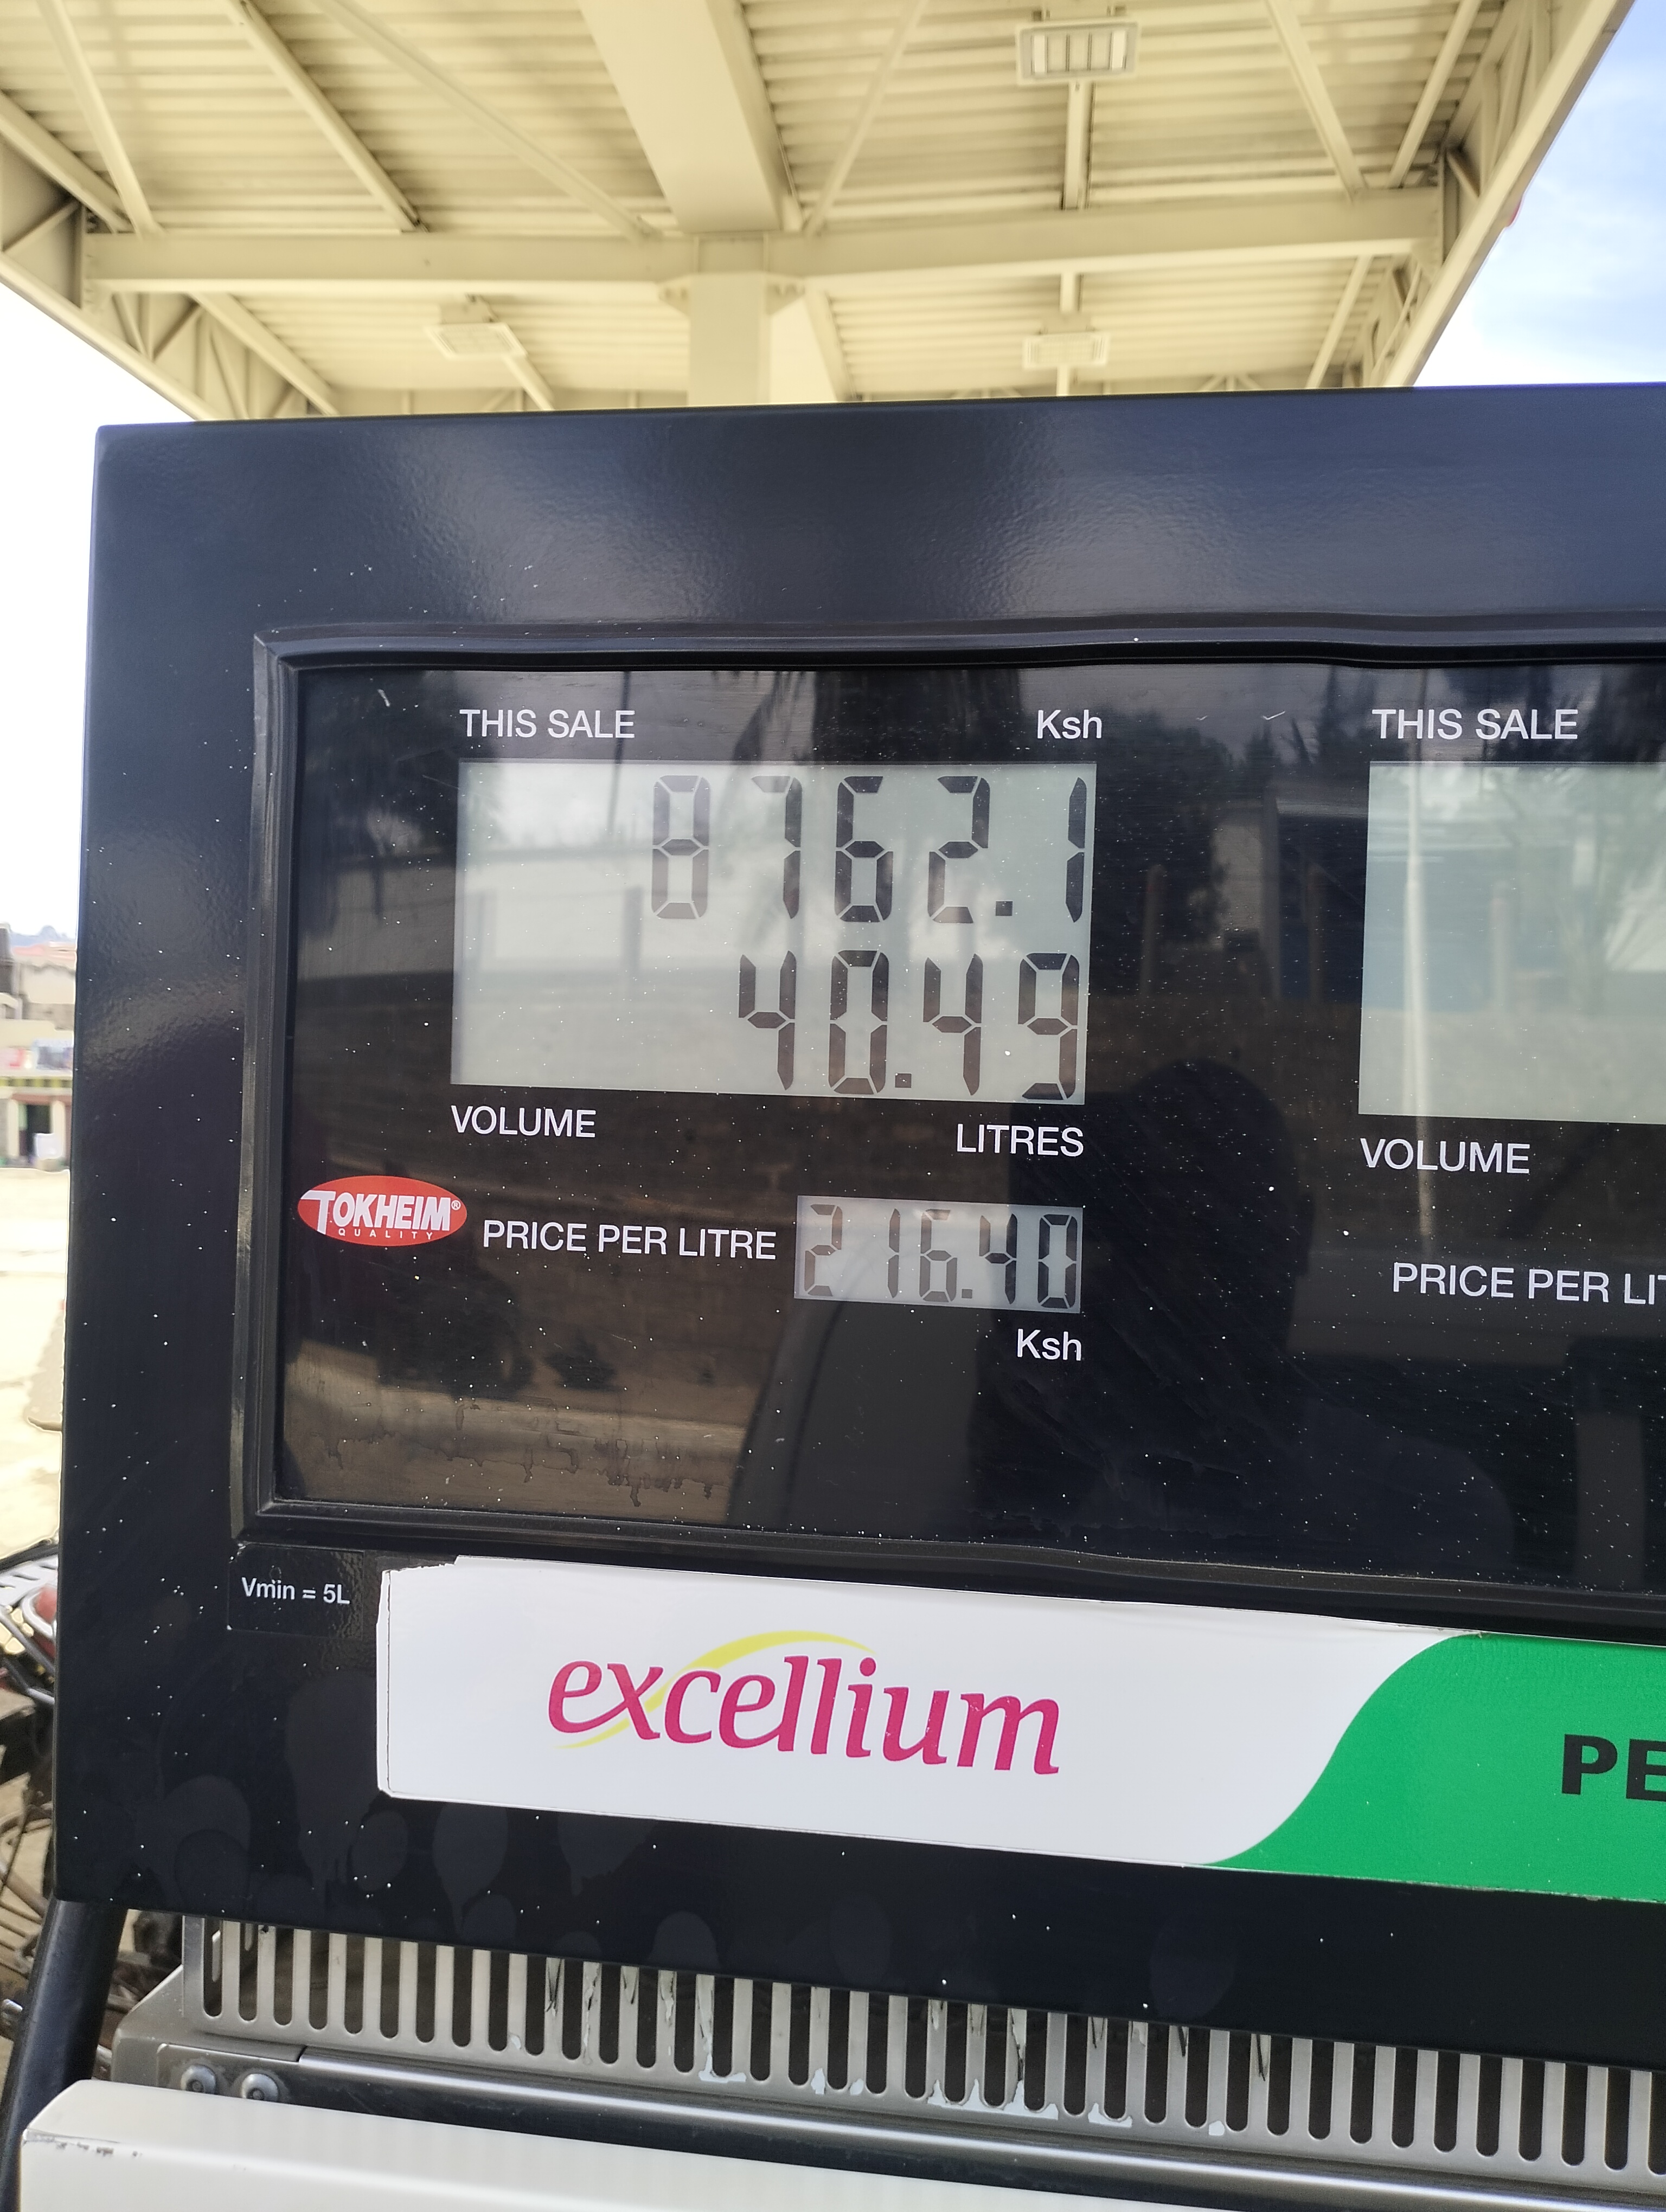 THIS SALE Ksh
8762.1
40.49
VOLUME LITRES
TOKHEIM®
QUALITY
PRICE PER LITRE 216.40
Ksh
THIS SALE
VOLUME
PRICE PER LIT
Vmin = 5L
excellium
PE